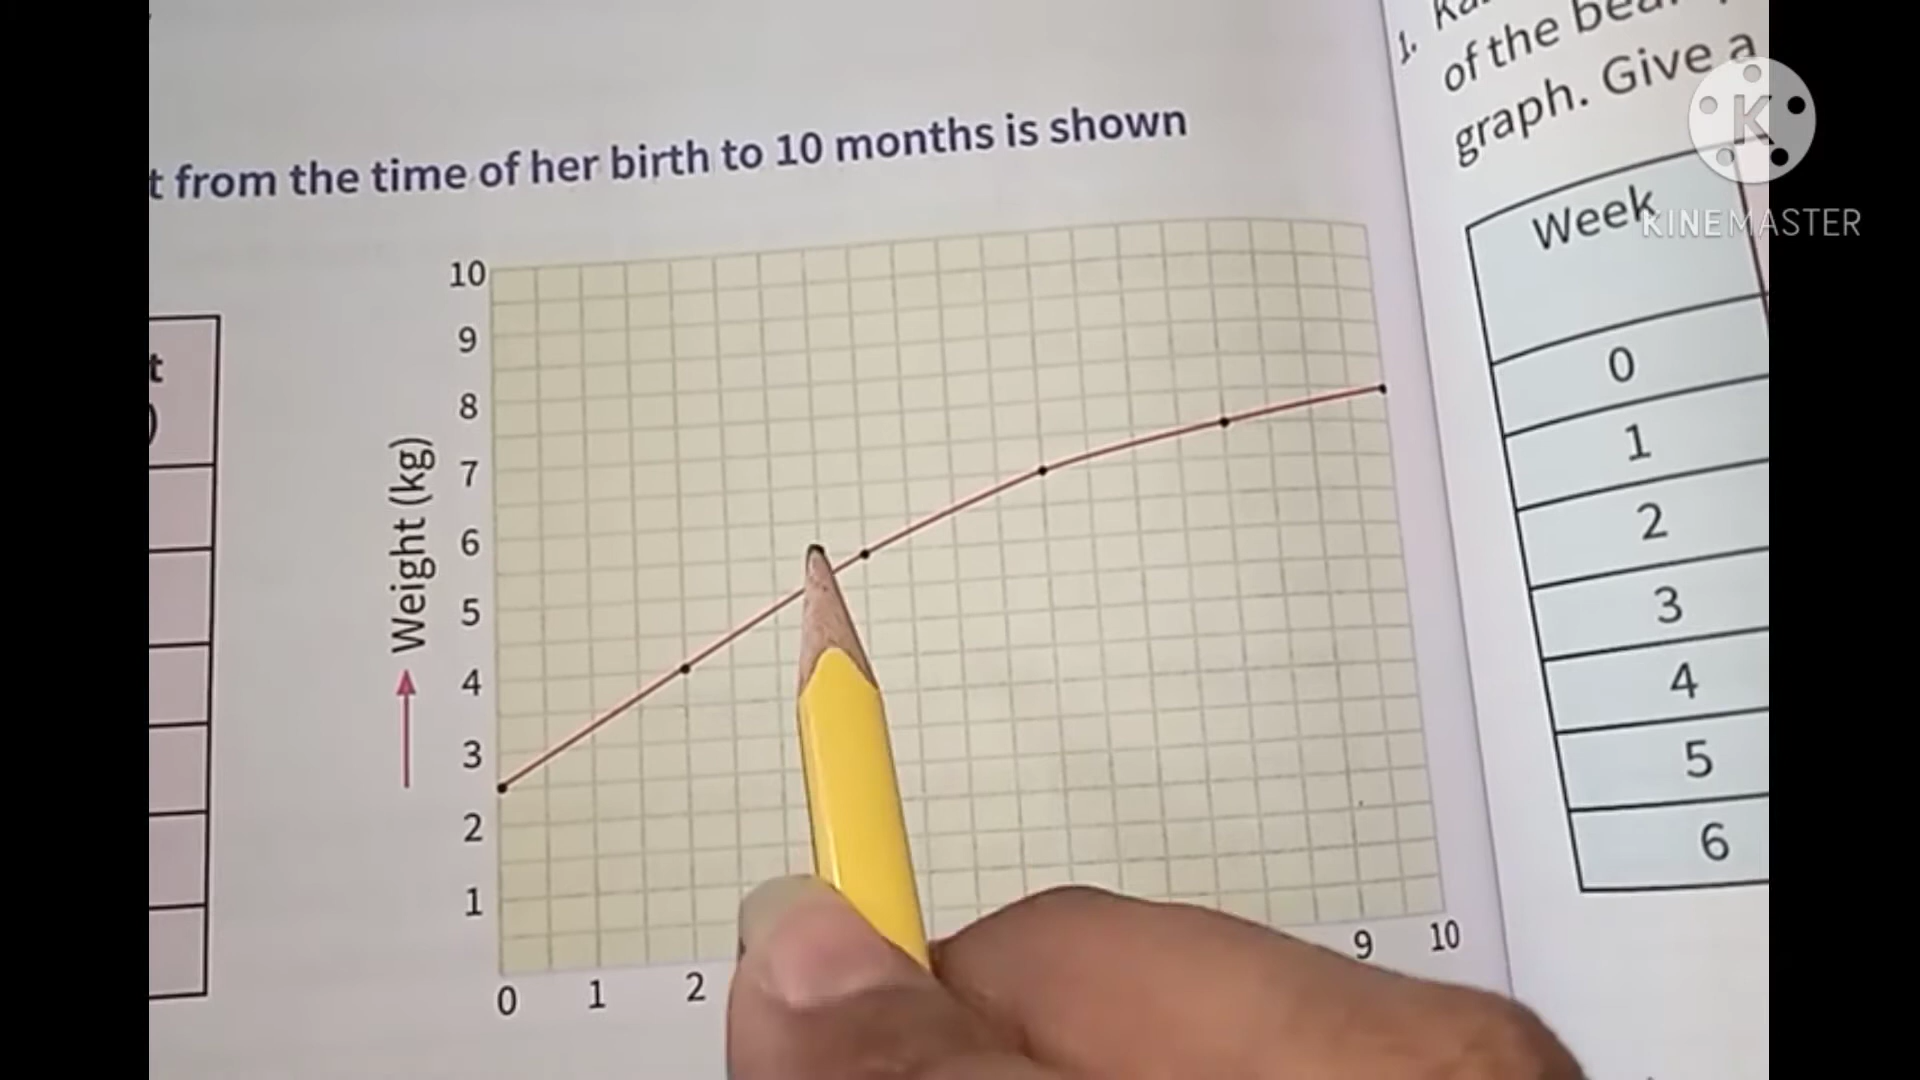 t from the time of her birth to 10 months is shown
t
)
10
9
8
7
6
5
4
3
2
1
Weight (kg)
0 1 2 9 10
1.
of the
graph. Give a
Week
0
1
2
3
4
5
6
K
KINEMASTER